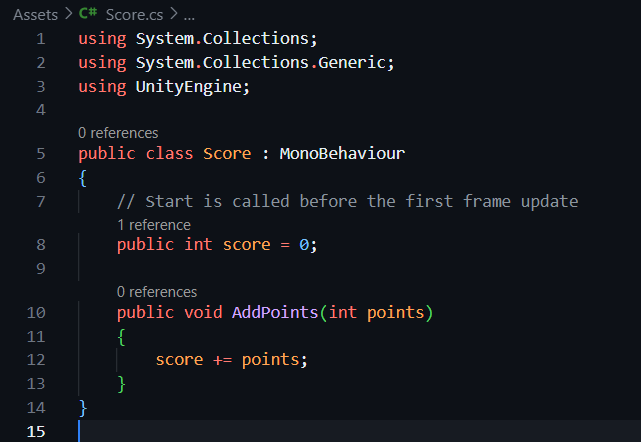 Assets > C# Score.cs > ...
1 using System.Collections;
2 using System.Collections.Generic;
3 using UnityEngine;
4
0 references
5 public class Score : MonoBehaviour
6 {
7     // Start is called before the first frame update
1 reference
8     public int score = 0;
9
0 references
10     public void AddPoints(int points)
11     {
12         score += points;
13     }
14 }
15